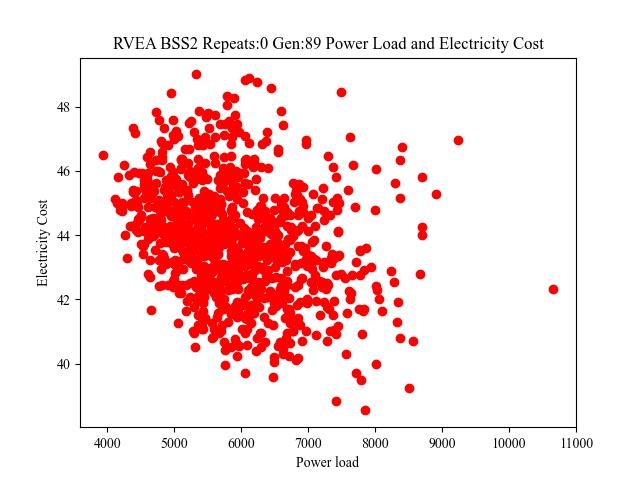 RVEA BSS2 Repeats:0 Gen:89 Power Load and Electricity Cost
48
46
44
42
40
Electricity Cost
4000 5000 6000 7000 8000 9000 10000 11000
Power load